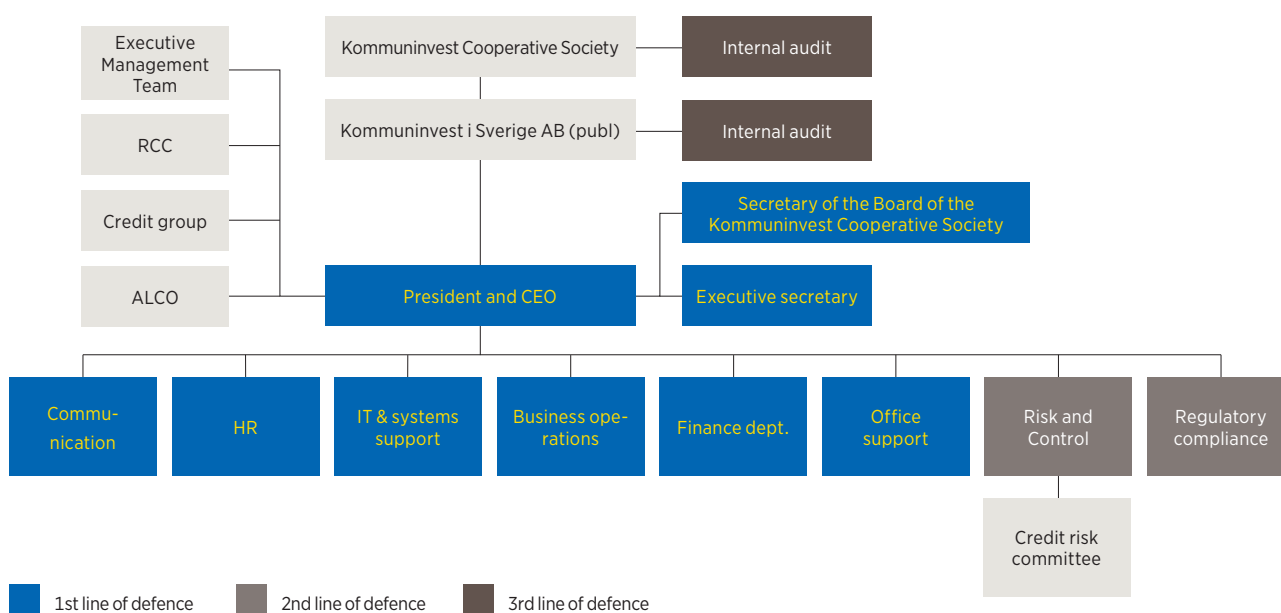 Executive
Management
Team
RCC
Credit group
ALCO
Kommuninvest Cooperative Society
Internal audit
Kommuninvest i Sverige AB (publ)
Internal audit
Secretary of the Board of the
Kommuninvest Cooperative Society
President and CEO
Executive secretary
Commu-
nication
HR
IT & systems
support
Business ope-
rations
Finance dept.
Office
support
Risk and
Control
Regulatory
compliance
Credit risk
committee
1st line of defence
2nd line of defence
3rd line of defence